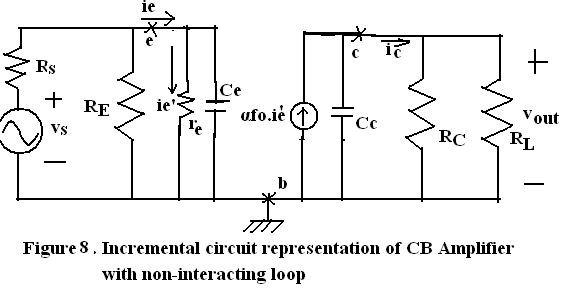 ie
e
c
ic
Rs
+
vs
—
RE
ie'
re
Ce
αfo.ie'
Cc
RC
RL
+
vout
—
b
Figure 8 . Incremental circuit representation of CB Amplifier
with non-interacting loop